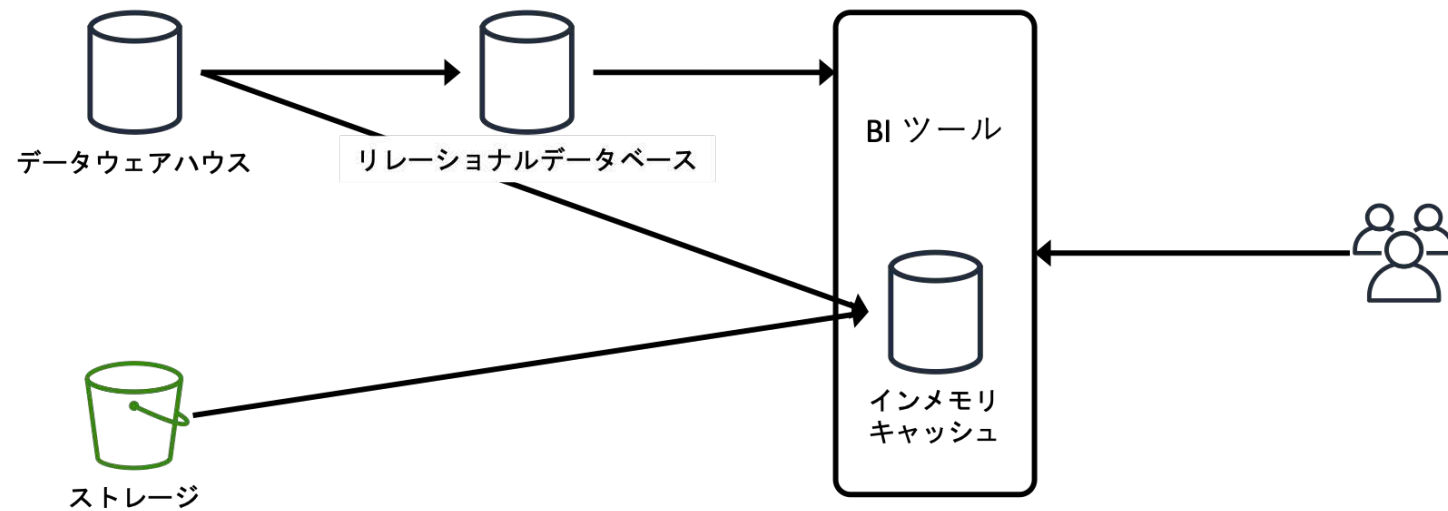 データウェアハウス
リレーショナルデータベース
BI ツール
インメモリ
キャッシュ
ストレージ